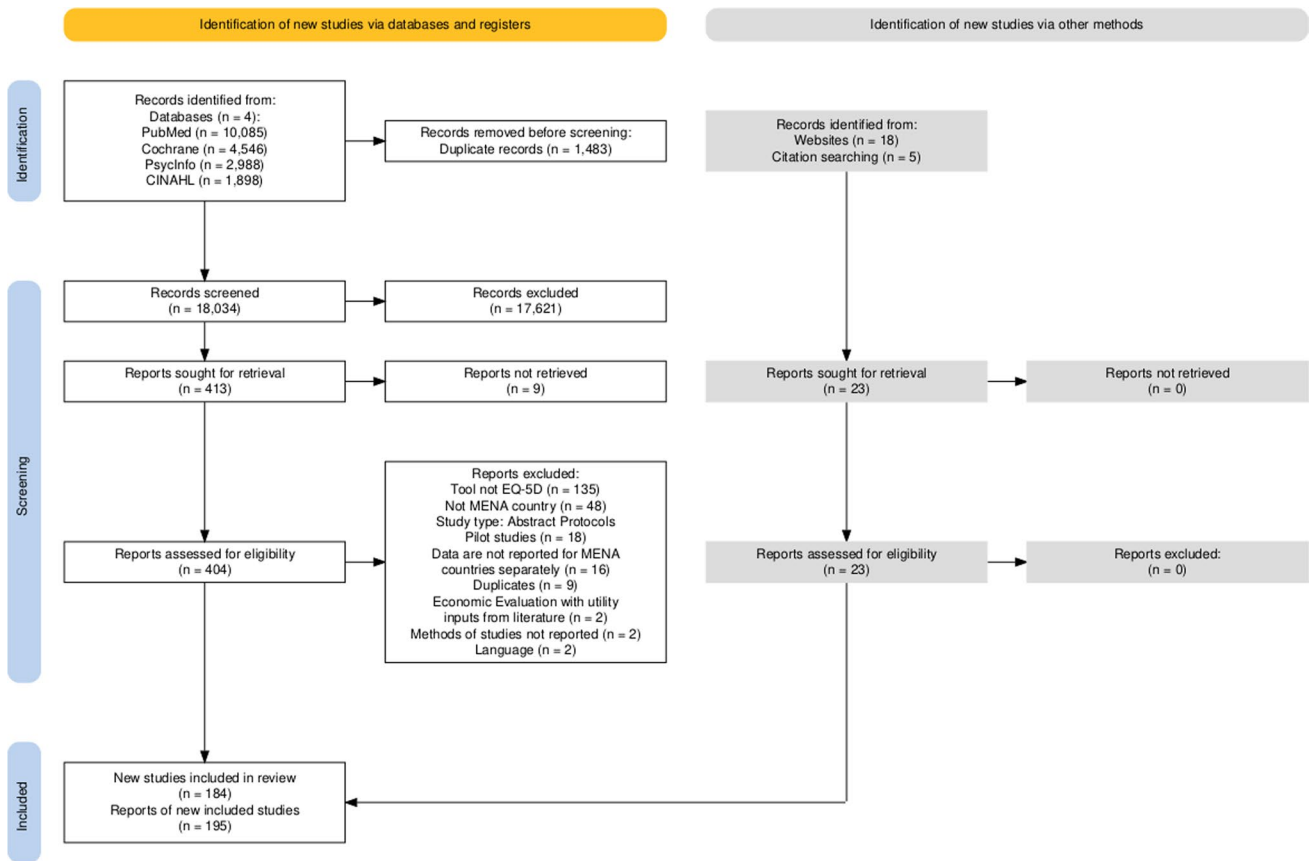 Identification of new studies via databases and registers
Identification of new studies via other methods
Identification
Records identified from:
Databases (n = 4):
PubMed (n = 10,085)
Cochrane (n = 4,546)
PsycInfo (n = 2,988)
CINAHL (n = 1,898)
Records removed before screening:
Duplicate records (n = 1,483)
Records identified from:
Websites (n = 18)
Citation searching (n = 5)
Screening
Records screened
(n = 18,034)
Records excluded
(n = 17,621)
Reports sought for retrieval
(n = 413)
Reports not retrieved
(n = 9)
Reports sought for retrieval
(n = 23)
Reports not retrieved
(n = 0)
Reports assessed for eligibility
(n = 404)
Reports excluded:
Tool not EQ-5D (n = 135)
Not MENA country (n = 48)
Study type: Abstract Protocols
Pilot studies (n = 18)
Data are not reported for MENA
countries separately (n = 16)
Duplicates (n = 9)
Economic Evaluation with utility
inputs from literature (n = 2)
Methods of studies not reported (n = 2)
Language (n = 2)
Reports assessed for eligibility
(n = 23)
Reports excluded:
(n = 0)
Included
New studies included in review
(n = 184)
Reports of new included studies
(n = 195)